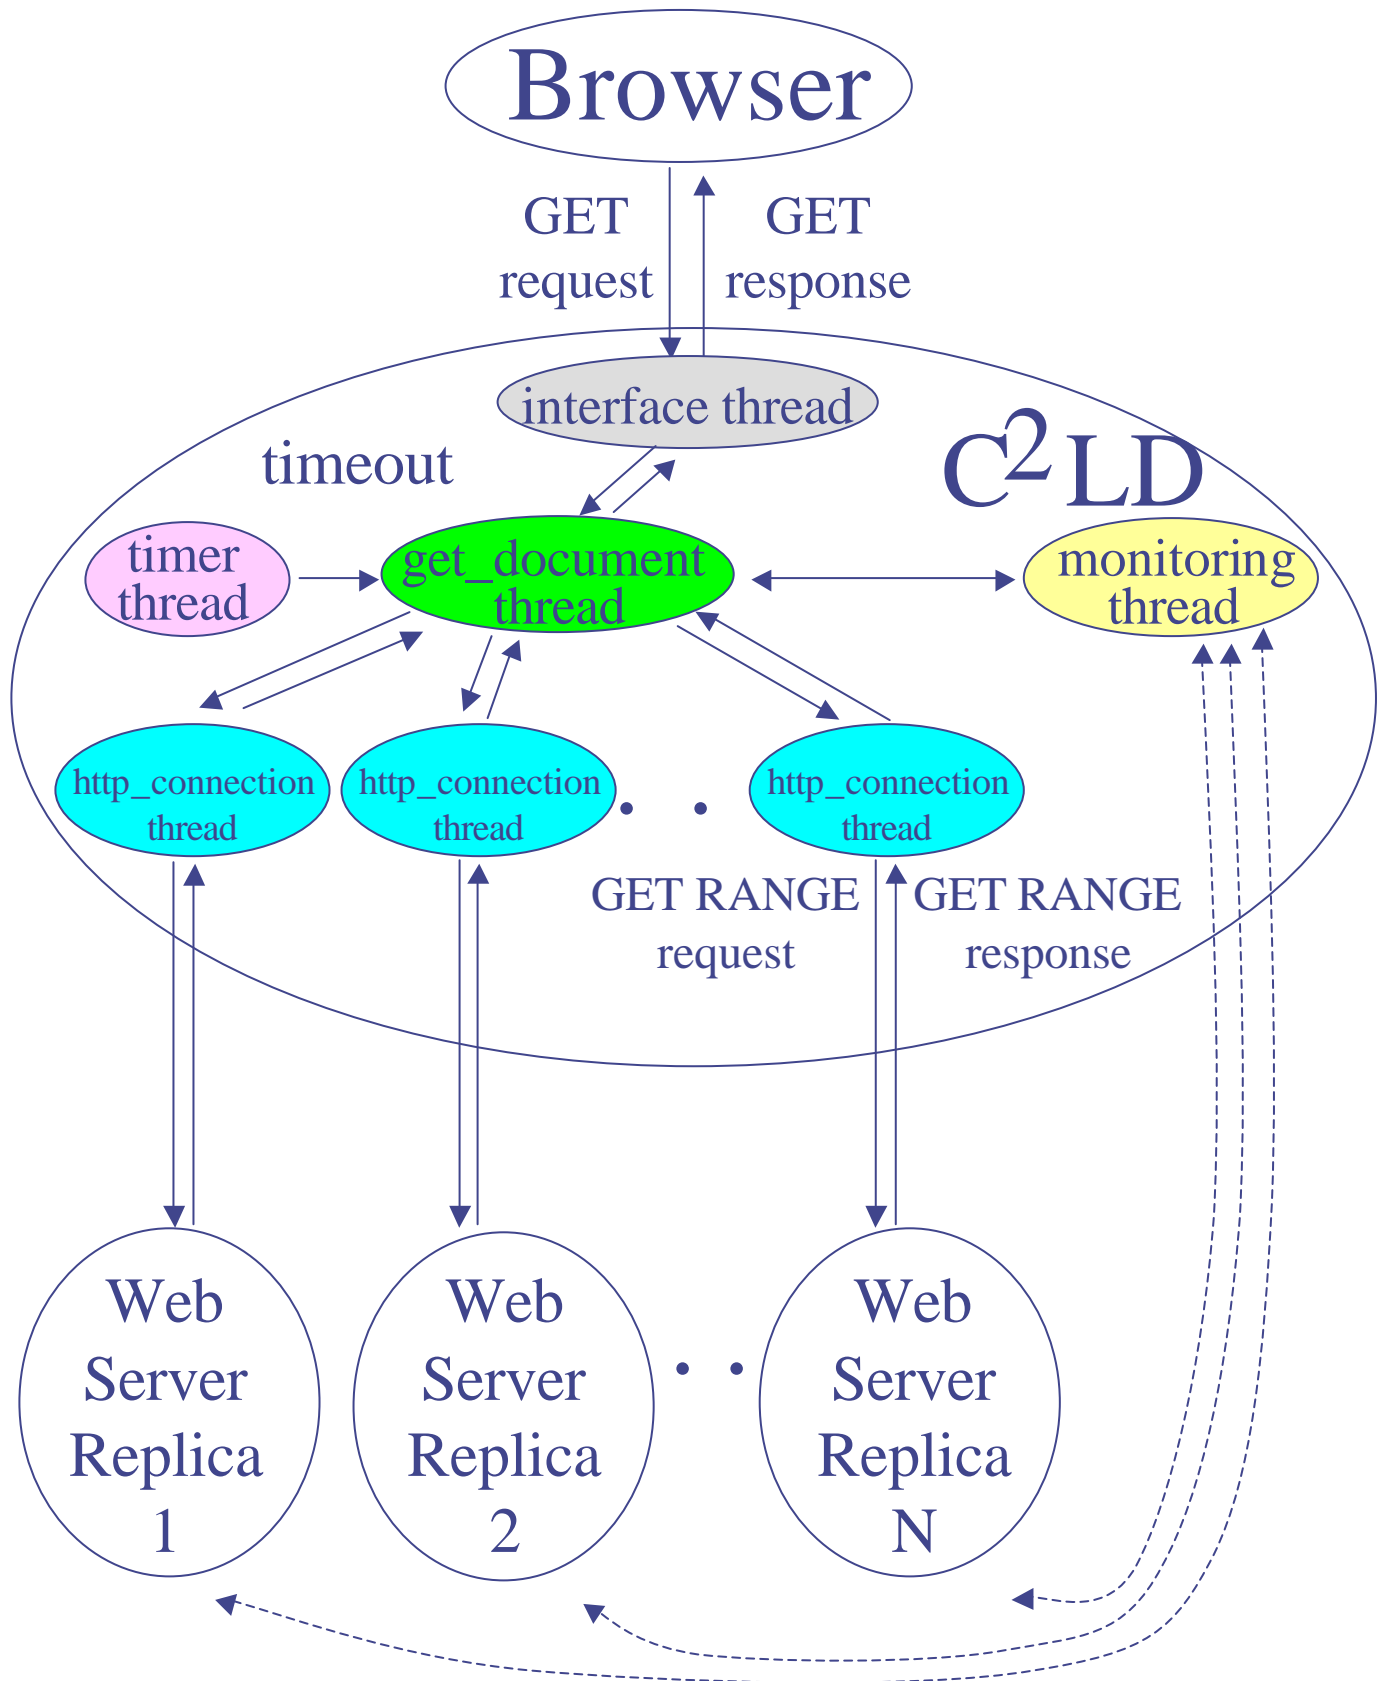 Browser
GET
request
GET
response
interface thread
timeout
C2LD
timer
thread
get_document
thread
monitoring
thread
http_connection
thread
http_connection
thread
. .
http_connection
thread
GET RANGE
request
GET RANGE
response
Web
Server
Replica
1
Web
Server
Replica
2
. .
Web
Server
Replica
N